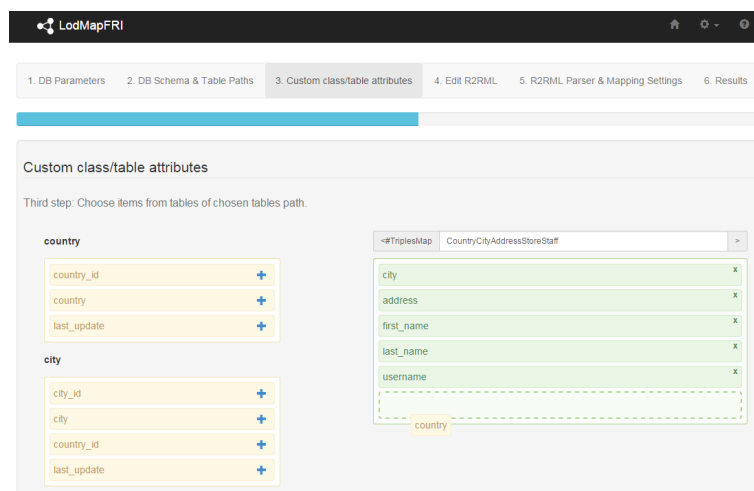 LodMapFRI
1. DB Parameters 2. DB Schema & Table Paths 3. Custom class/table attributes 4. Edit R2RML 5. R2RML Parser & Mapping Settings 6. Results
Custom class/table attributes
Third step: Choose items from tables of chosen tables path.
country
country_id
country
last_update
city
city_id
city
country_id
last_update
<#TriplesMap CountryCityAddressStoreStaff >
city x
address x
first_name x
last_name x
username x
country